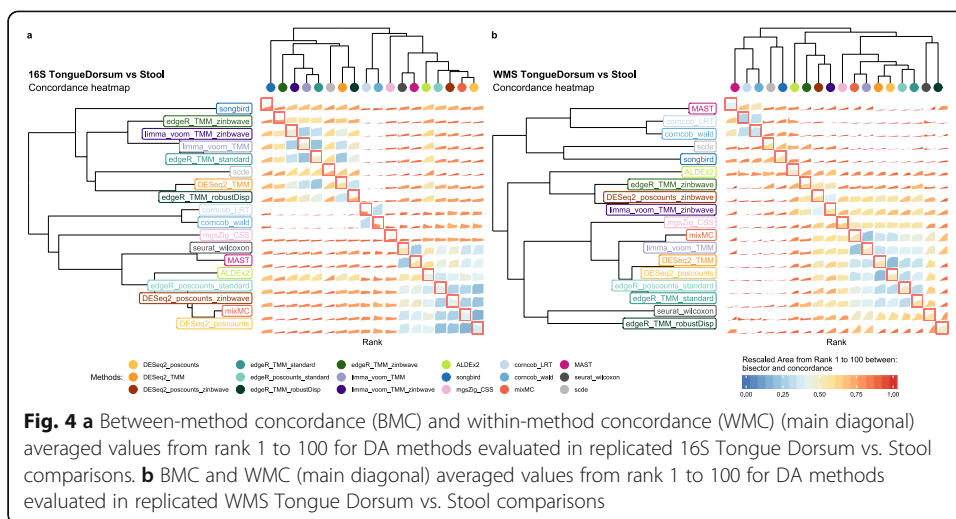 a
16S TongueDorsum vs Stool
Concordance heatmap
songbird
edgeR_TMM_zinbwave
limma_voom_TMM_zinbwave
limma_voom_TMM
edgeR_TMM_standard
scde
DESeq2_TMM
edgeR_TMM_robustDisp
corncob_LRT
corncob_wald
mgsZig_CSS
seurat_wilcoxon
MAST
ALDEx2
edgeR_poscounts_standard
DESeq2_poscounts_zinbwave
mixMC
DESeq2_poscounts
Rank
b
WMS TongueDorsum vs Stool
Concordance heatmap
MAST
corncob_LRT
corncob_wald
scde
songbird
ALDEx2
edgeR_TMM_zinbwave
DESeq2_poscounts_zinbwave
limma_voom_TMM_zinbwave
mgsZig_CSS
mixMC
limma_voom_TMM
DESeq2_TMM
DESeq2_poscounts
edgeR_poscounts_standard
edgeR_TMM_standard
seurat_wilcoxon
edgeR_TMM_robustDisp
Rank
Methods:
DESeq2_poscounts
DESeq2_TMM
DESeq2_poscounts_zinbwave
edgeR_TMM_standard
edgeR_poscounts_standard
edgeR_TMM_robustDisp
edgeR_TMM_zinbwave
limma_voom_TMM
limma_voom_TMM_zinbwave
ALDEx2
songbird
mgsZig_CSS
corncob_LRT
corncob_wald
mixMC
MAST
seurat_wilcoxon
scde
Rescaled Area from Rank 1 to 100 between:
bisector and concordance
0.00 0.25 0.50 0.75 1.00
Fig. 4 a Between-method concordance (BMC) and within-method concordance (WMC) (main diagonal)
averaged values from rank 1 to 100 for DA methods evaluated in replicated 16S Tongue Dorsum vs. Stool
comparisons. b BMC and WMC (main diagonal) averaged values from rank 1 to 100 for DA methods
evaluated in replicated WMS Tongue Dorsum vs. Stool comparisons